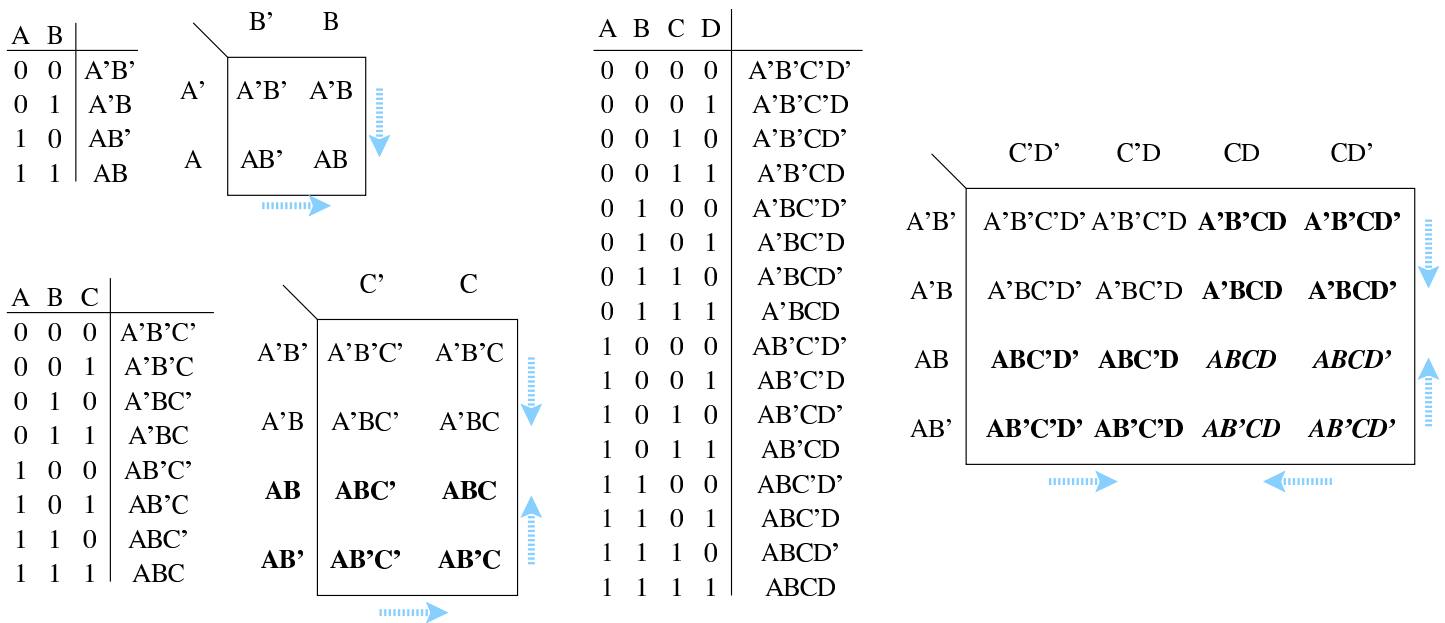 A B
0 0 A’B’
0 1 A’B
1 0 AB’
1 1 AB
B’ B
A’ A’B’ A’B
A AB’ AB
A B C
0 0 0 A’B’C’
0 0 1 A’B’C
0 1 0 A’BC’
0 1 1 A’BC
1 0 0 AB’C’
1 0 1 AB’C
1 1 0 ABC’
1 1 1 ABC
C’ C
A’B’ A’B’C’ A’B’C
A’B A’BC’ A’BC
AB ABC’ ABC
AB’ AB’C’ AB’C
A B C D
0 0 0 0 A’B’C’D’
0 0 0 1 A’B’C’D
0 0 1 0 A’B’CD’
0 0 1 1 A’B’CD
0 1 0 0 A’BC’D’
0 1 0 1 A’BC’D
0 1 1 0 A’BCD’
0 1 1 1 A’BCD
1 0 0 0 AB’C’D’
1 0 0 1 AB’C’D
1 0 1 0 AB’CD’
1 0 1 1 AB’CD
1 1 0 0 ABC’D’
1 1 0 1 ABC’D
1 1 1 0 ABCD’
1 1 1 1 ABCD
C’D’ C’D CD CD’
A’B’ A’B’C’D’ A’B’C’D A’B’CD A’B’CD’
A’B A’BC’D’ A’BC’D A’BCD A’BCD’
AB ABC’D’ ABC’D ABCD ABCD’
AB’ AB’C’D’ AB’C’D AB’CD AB’CD’